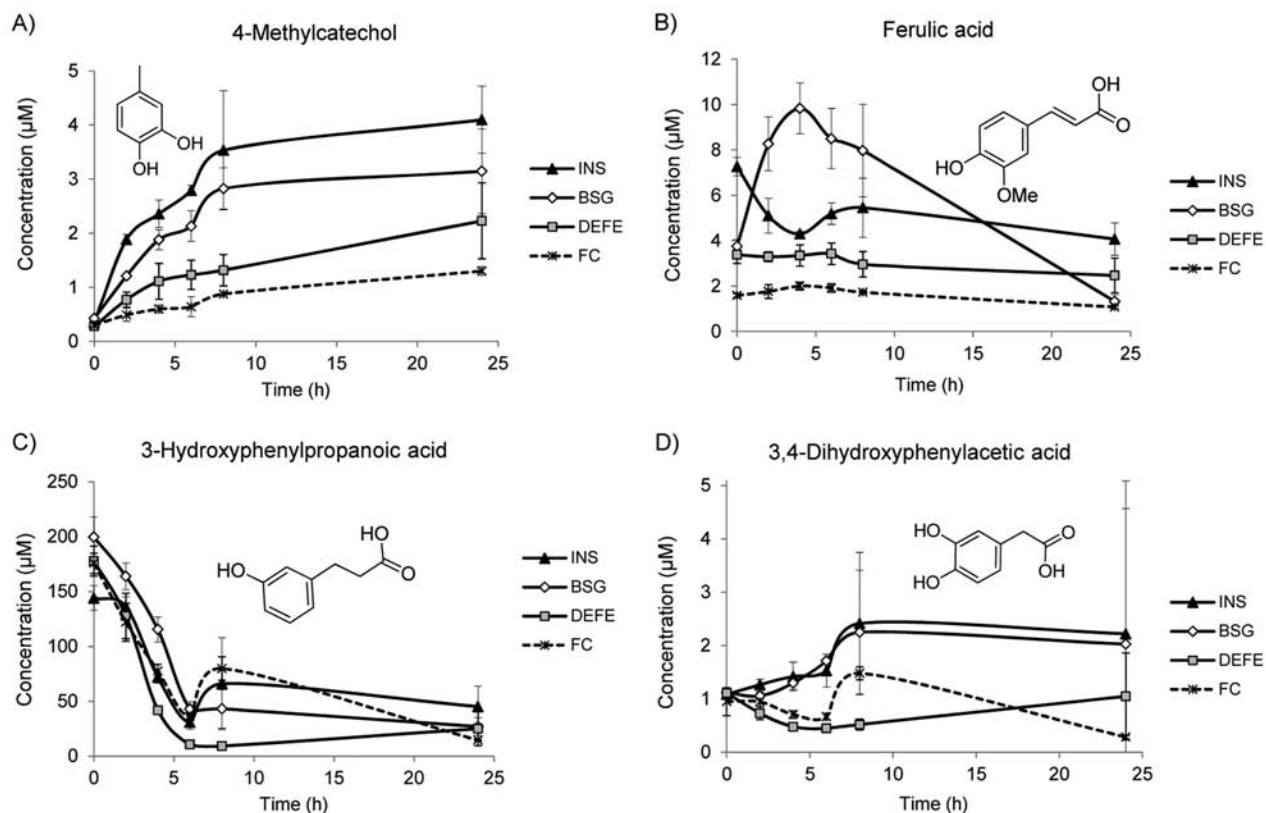 A)
4-Methylcatechol
Concentration (µM)
5
4
3
2
1
0
0 5 10 15 20 25
Time (h)
OH
OH
INS
BSG
DEFE
FC
B)
Ferulic acid
Concentration (µM)
12
10
8
6
4
2
0
0 5 10 15 20 25
Time (h)
OH
O
HO
OMe
INS
BSG
DEFE
FC
C)
3-Hydroxyphenylpropanoic acid
Concentration (µM)
250
200
150
100
50
0
0 5 10 15 20 25
Time (h)
HO
HO
O
INS
BSG
DEFE
FC
D)
3,4-Dihydroxyphenylacetic acid
Concentration (µM)
5
4
3
2
1
0
0 5 10 15 20 25
Time (h)
HO
O
HO
OH
INS
BSG
DEFE
FC